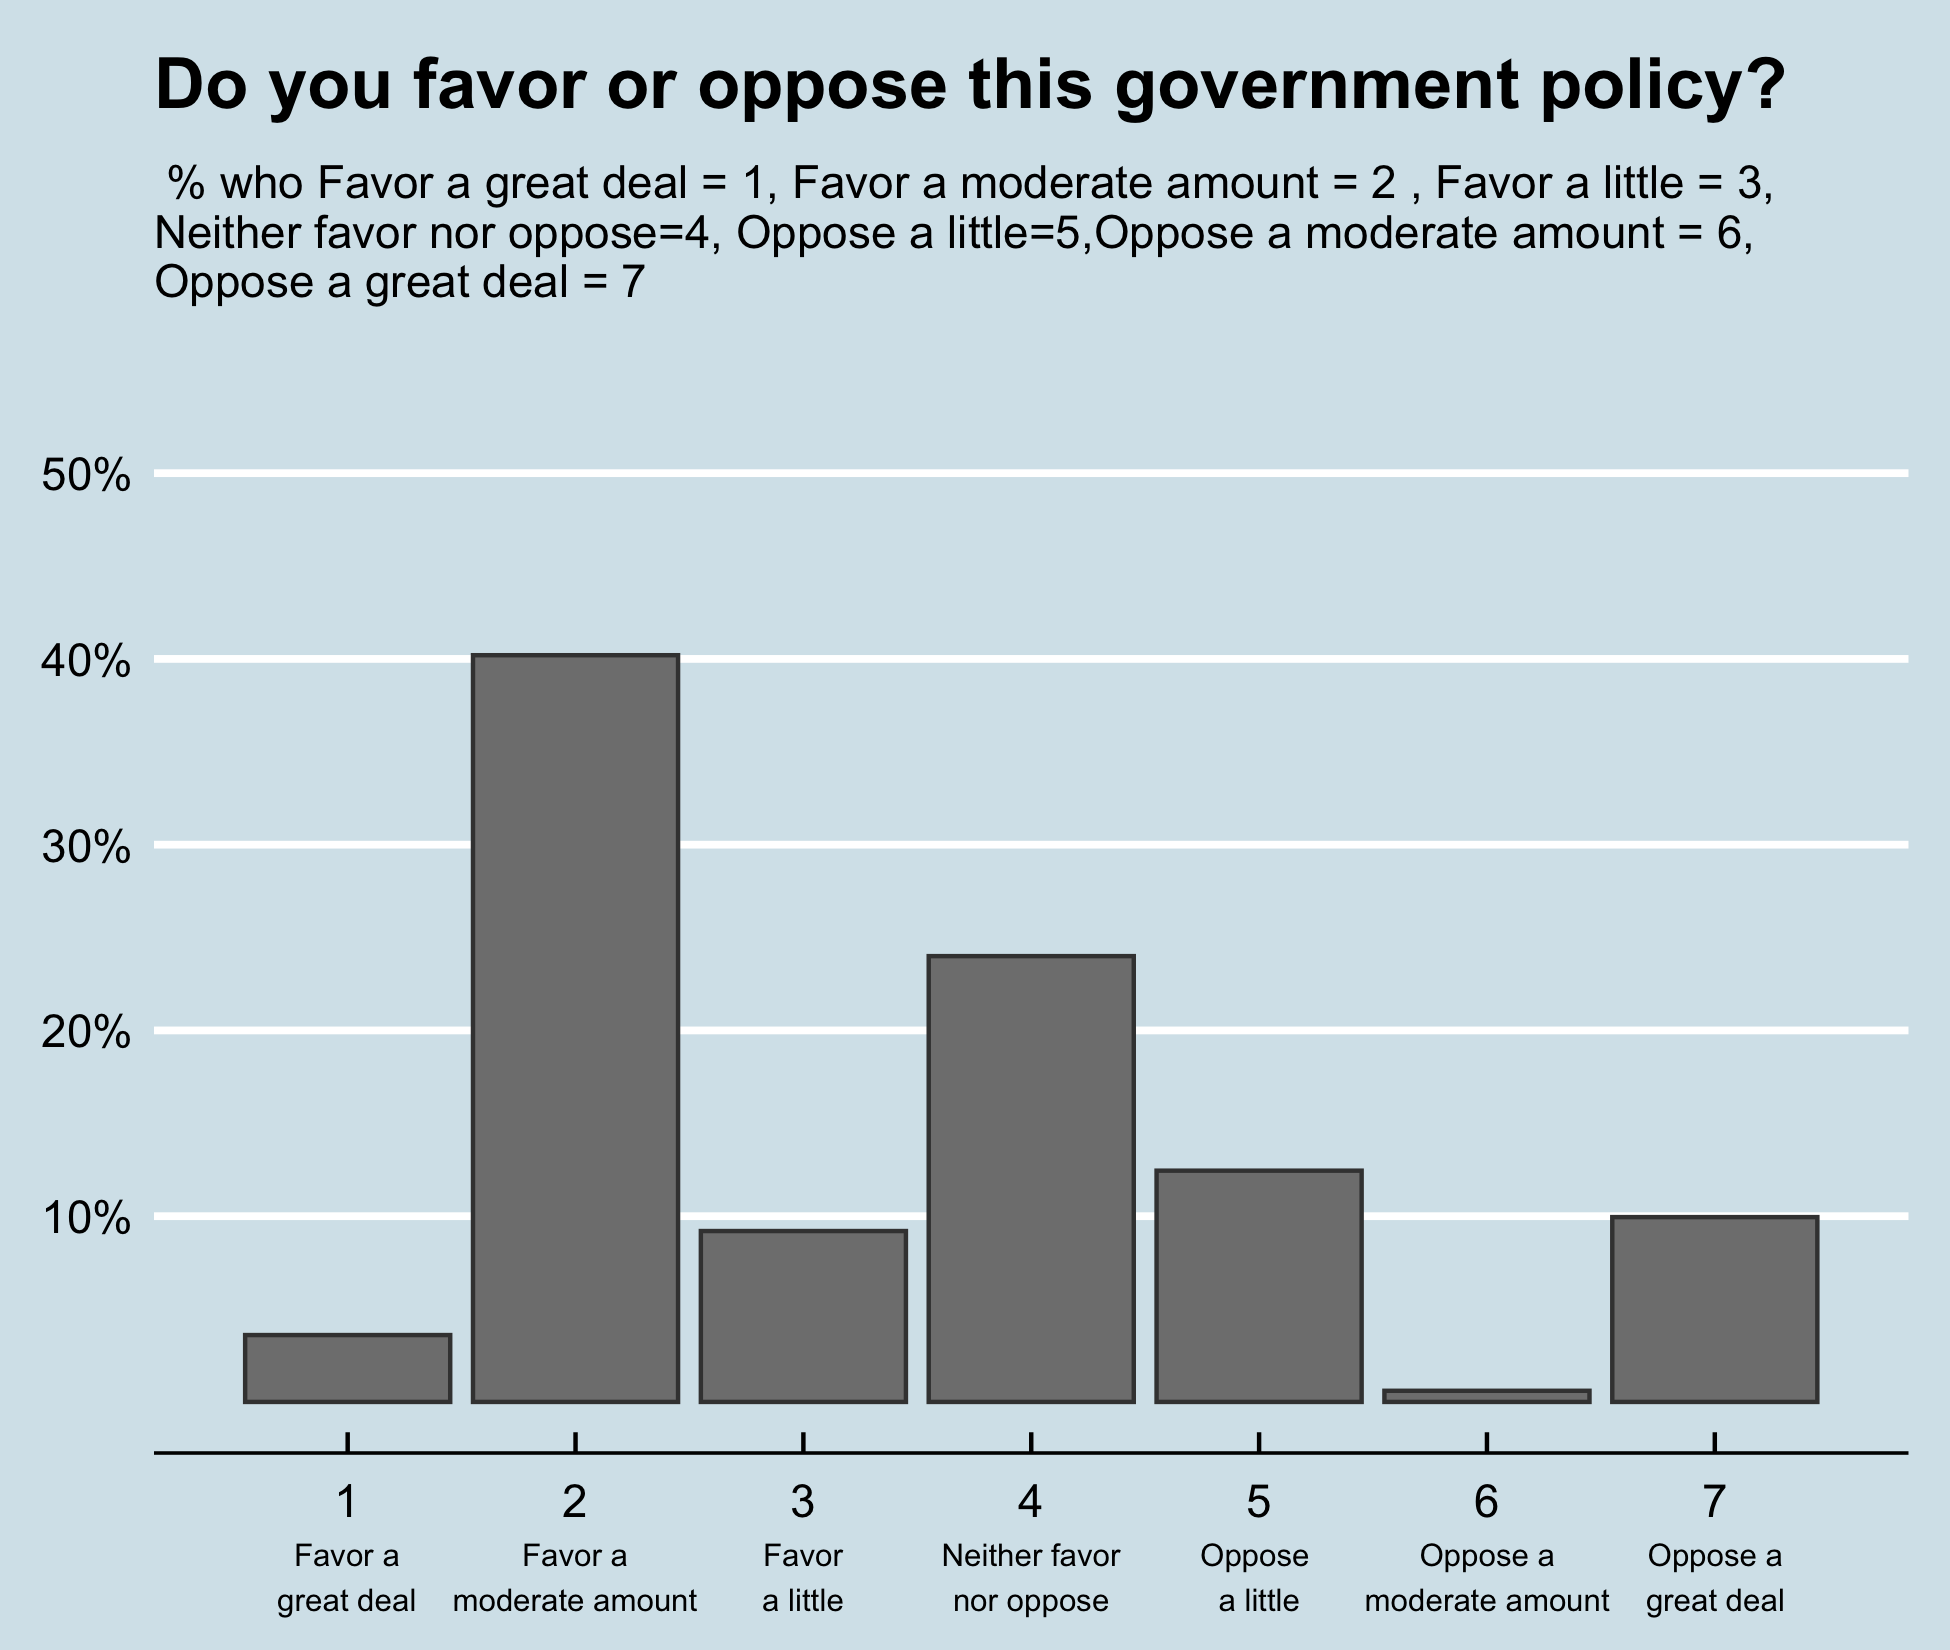 Do you favor or oppose this government policy?
% who Favor a great deal = 1, Favor a moderate amount = 2 , Favor a little = 3,
Neither favor nor oppose=4, Oppose a little=5,Oppose a moderate amount = 6,
Oppose a great deal = 7
50%
40%
30%
20%
10%
1 2 3 4 5 6 7
Favor a Favor a Favor Neither favor Oppose Oppose a Oppose a
great deal moderate amount a little nor oppose a little moderate amount great deal